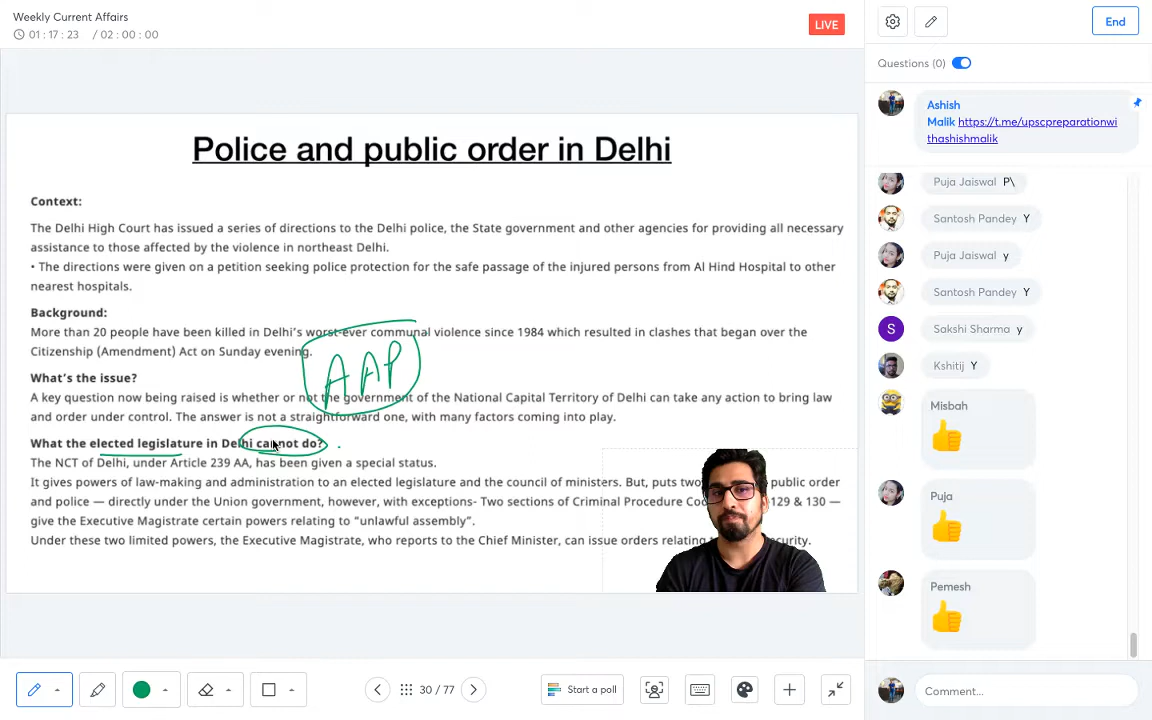 Weekly Current Affairs
01 : 17 : 23 / 02 : 00 : 00
LIVE
End
Questions (0)
Ashish
Malik https://t.me/upscpreparationwi
thashishmalik
Police and public order in Delhi
Context:
The Delhi High Court has issued a series of directions to the Delhi police, the State government and other agencies for providing all necessary
assistance to those affected by the violence in northeast Delhi.
• The directions were given on a petition seeking police protection for the safe passage of the injured persons from Al Hind Hospital to other
nearest hospitals.
Background:
More than 20 people have been killed in Delhi's worst-ever communal violence since 1984 which resulted in clashes that began over the
Citizenship (Amendment) Act on Sunday evening.
AAP
What's the issue?
A key question now being raised is whether or not the government of the National Capital Territory of Delhi can take any action to bring law
and order under control. The answer is not a straightforward one, with many factors coming into play.
What the elected legislature in Delhi cannot do?
The NCT of Delhi, under Article 239 AA, has been given a special status.
It gives powers of law-making and administration to an elected legislature and the council of ministers. But, puts two public order
and police — directly under the Union government, however, with exceptions- Two sections of Criminal Procedure 129 & 130 —
give the Executive Magistrate certain powers relating to "unlawful assembly".
Under these two limited powers, the Executive Magistrate, who reports to the Chief Minister, can issue orders relating
Puja Jaiswal P\
Santosh Pandey Y
Puja Jaiswal y
Santosh Pandey Y
S Sakshi Sharma y
Kshitij Y
Misbah
Puja
Pemesh
30 / 77
Start a poll
Comment...